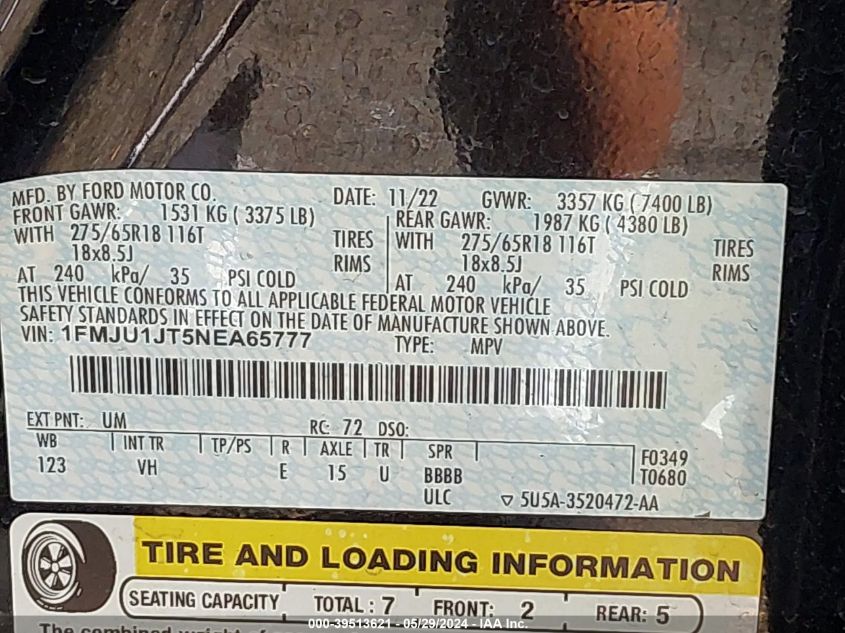 MFD. BY FORD MOTOR CO. DATE: 11/22 GVWR: 3357 KG ( 7400 LB)
FRONT GAWR: 1531 KG ( 3375 LB) REAR GAWR: 1987 KG ( 4380 LB)
WITH 275/65R18 116T TIRES WITH 275/65R18 116T TIRES
18x8.5J RIMS 18x8.5J RIMS
AT 240 kPa/ 35 PSI COLD AT 240 kPa/ 35 PSI COLD
THIS VEHICLE CONFORMS TO ALL APPLICABLE FEDERAL MOTOR VEHICLE
SAFETY STANDARDS IN EFFECT ON THE DATE OF MANUFACTURE SHOWN ABOVE.
VIN: 1FMJU1JT5NEA65777 TYPE: MPV
EXT PNT: UM RC: 72 DSO:
WB INT TR TP/PS R AXLE TR SPR F0349
123 VH E 15 U BBBB T0680
ULC 5U5A-3520472-AA
TIRE AND LOADING INFORMATION
SEATING CAPACITY TOTAL : 7 FRONT: 2 REAR: 5
The combined weight of
000-39513621 - 05/29/2024 - IAA Inc.